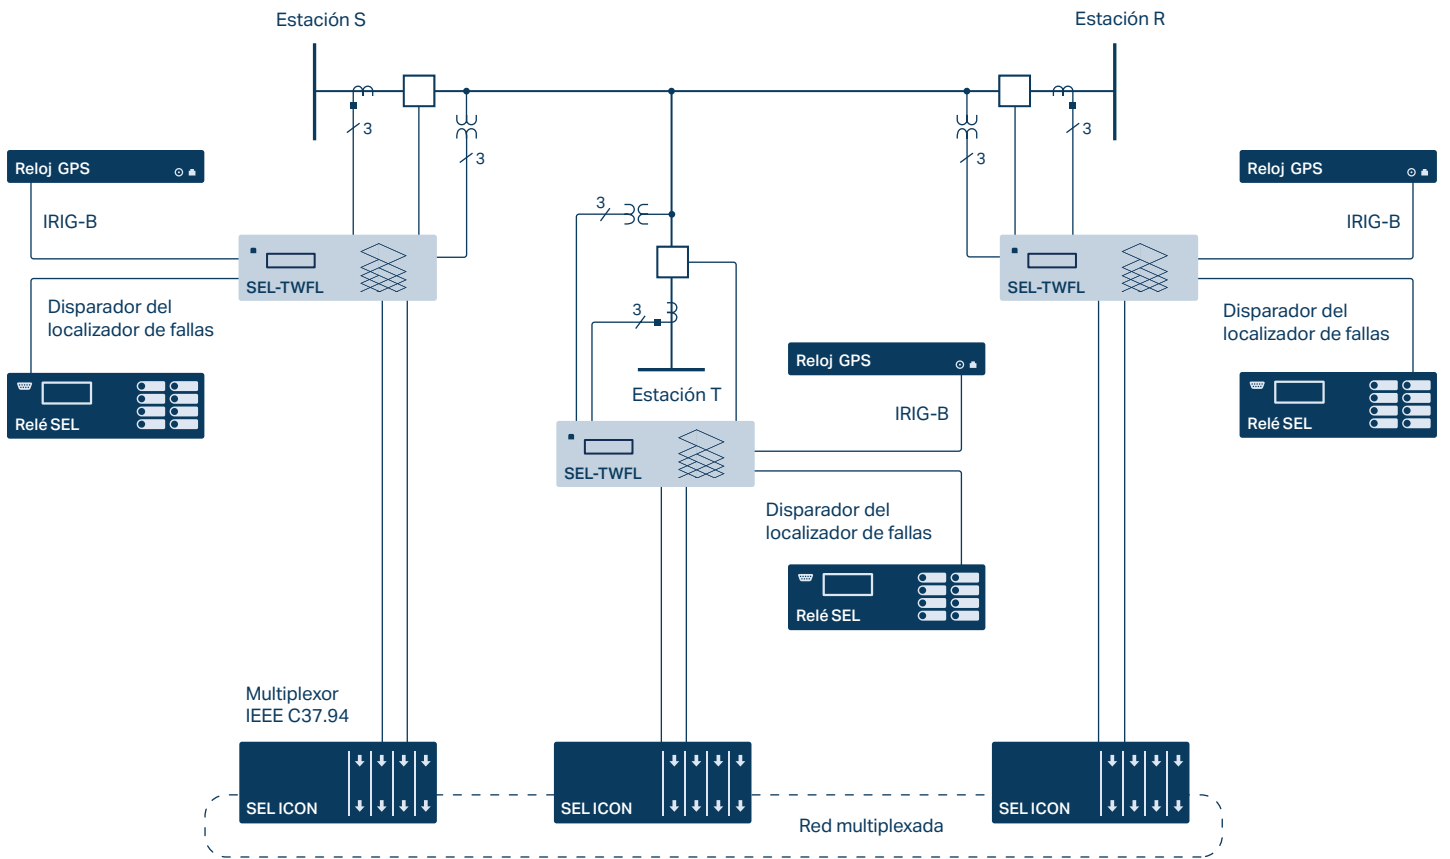 Estación S
Estación R
3
3
3
3
Reloj GPS
Reloj GPS
IRIG-B
IRIG-B
3
SEL-TWFL
SEL-TWFL
Disparador del
localizador de fallas
3
Disparador del
localizador de fallas
Reloj GPS
Estación T
IRIG-B
Relé SEL
Relé SEL
SEL-TWFL
Disparador del
localizador de fallas
Relé SEL
Multiplexor
IEEE C37.94
SEL ICON
SEL ICON
SEL ICON
Red multiplexada